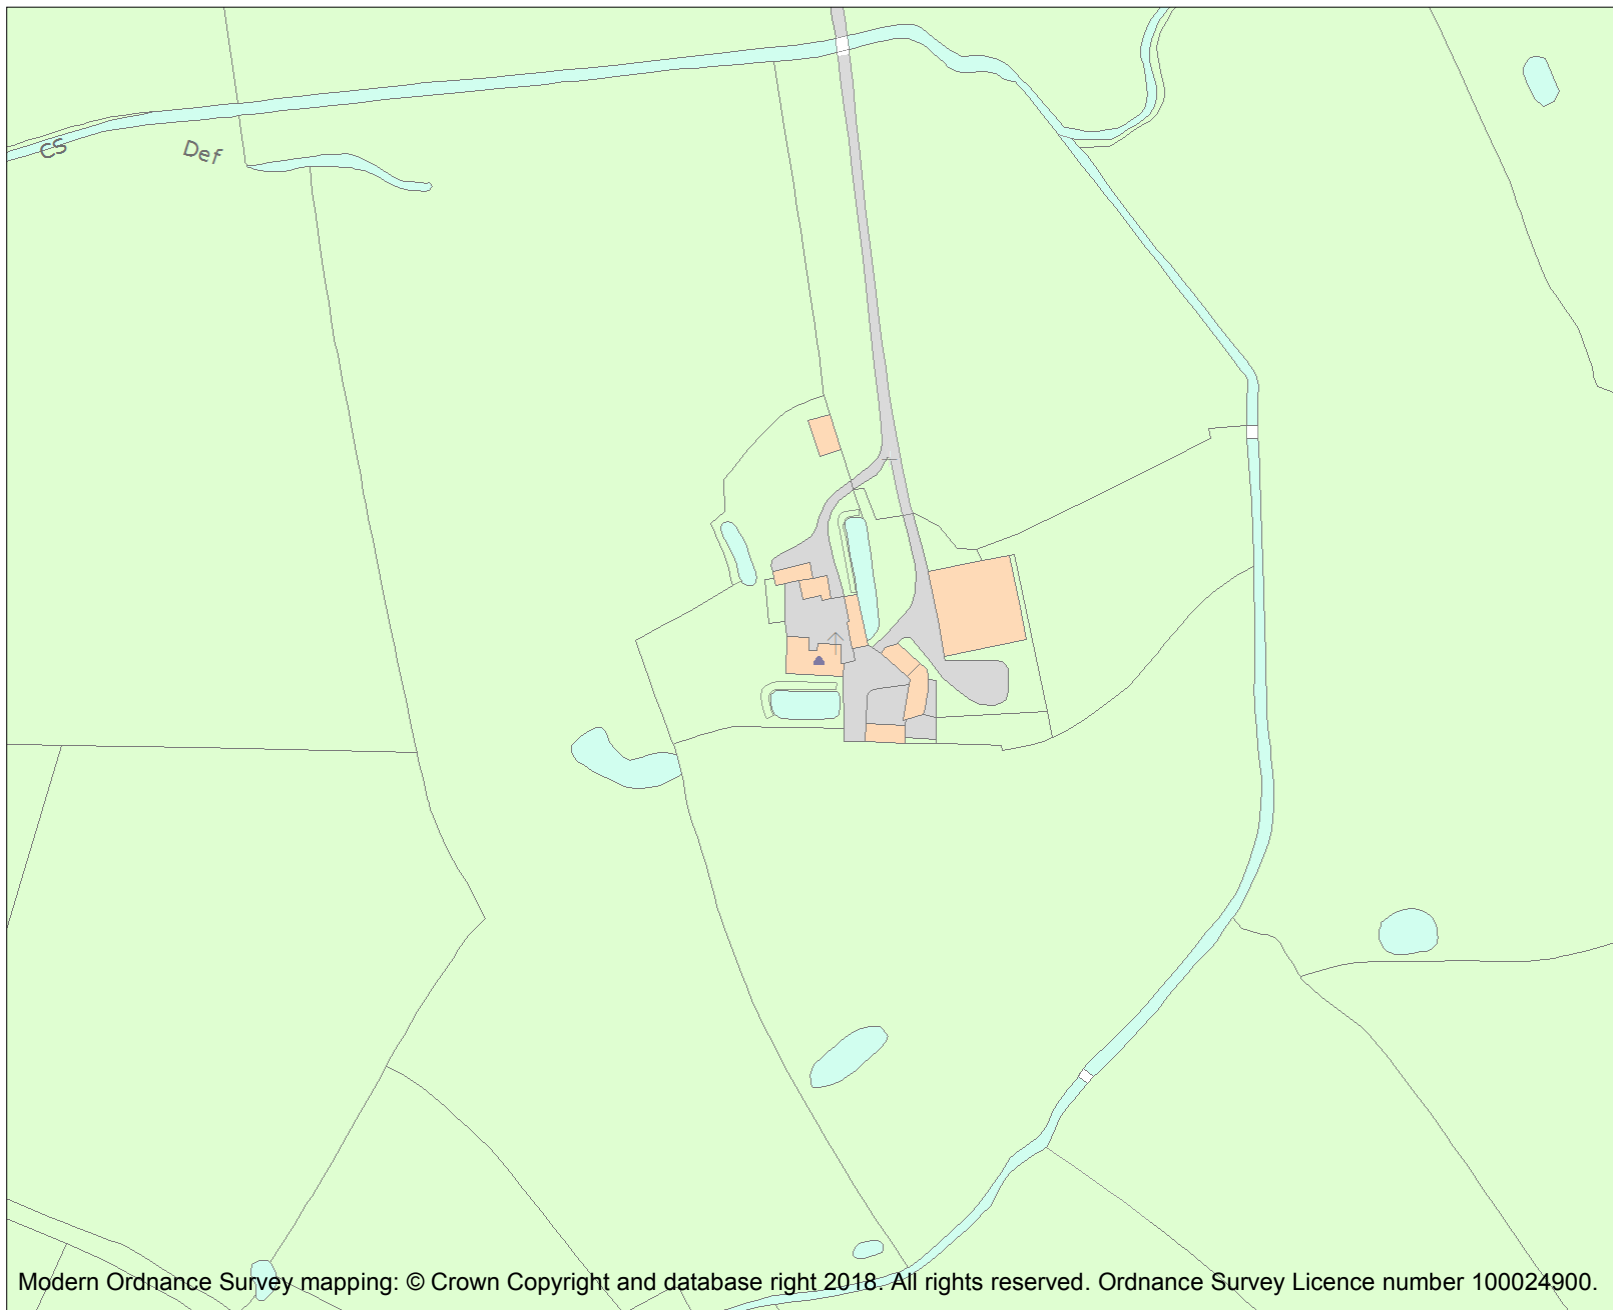 CS
Def
Modern Ordnance Survey mapping: © Crown Copyright and database right 2018. All rights reserved. Ordnance Survey Licence number 100024900.